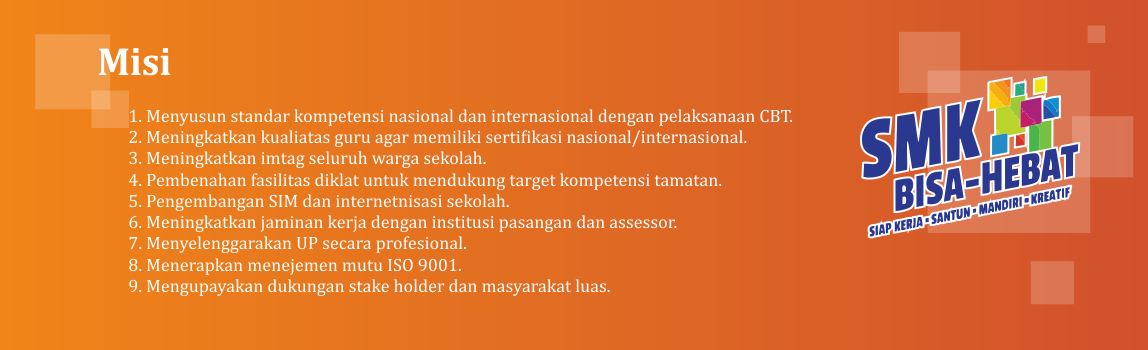 Misi
1. Menyusun standar kompetensi nasional dan internasional dengan pelaksanaan CBT.
2. Meningkatkan kualiatas guru agar memiliki sertifikasi nasional/internasional.
3. Meningkatkan imtag seluruh warga sekolah.
4. Pembenahan fasilitas diklat untuk mendukung target kompetensi tamatan.
5. Pengembangan SIM dan internetnisasi sekolah.
6. Meningkatkan jaminan kerja dengan institusi pasangan dan assessor.
7. Menyelenggarakan UP secara profesional.
8. Menerapkan menejemen mutu ISO 9001.
9. Mengupayakan dukungan stake holder dan masyarakat luas.
SMK
BISA-HEBAT
SIAP KERJA • SANTUN • MANDIRI • KREATIF